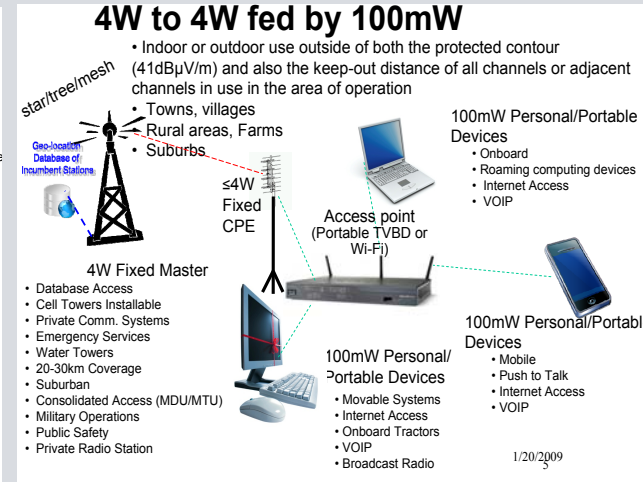 4W to 4W fed by 100mW
• Indoor or outdoor use outside of both the protected contour
(41dBµV/m) and also the keep-out distance of all channels or adjacent
channels in use in the area of operation
• Towns, villages
• Rural areas, Farms
• Suburbs
star/tree/mesh
Geo-location
Database of
Incumbent Stations
≤4W
Fixed
CPE
Access point
(Portable TVBD or
Wi-Fi)
100mW Personal/Portable
Devices
• Onboard
• Roaming computing devices
• Internet Access
• VOIP
4W Fixed Master
• Database Access
• Cell Towers Installable
• Private Comm. Systems
• Emergency Services
• Water Towers
• 20-30km Coverage
• Suburban
• Consolidated Access (MDU/MTU)
• Military Operations
• Public Safety
• Private Radio Station
100mW Personal/
Portable Devices
• Movable Systems
• Internet Access
• Onboard Tractors
• VOIP
• Broadcast Radio
100mW Personal/Portabl
Devices
• Mobile
• Push to Talk
• Internet Access
• VOIP
1/20/2009
5